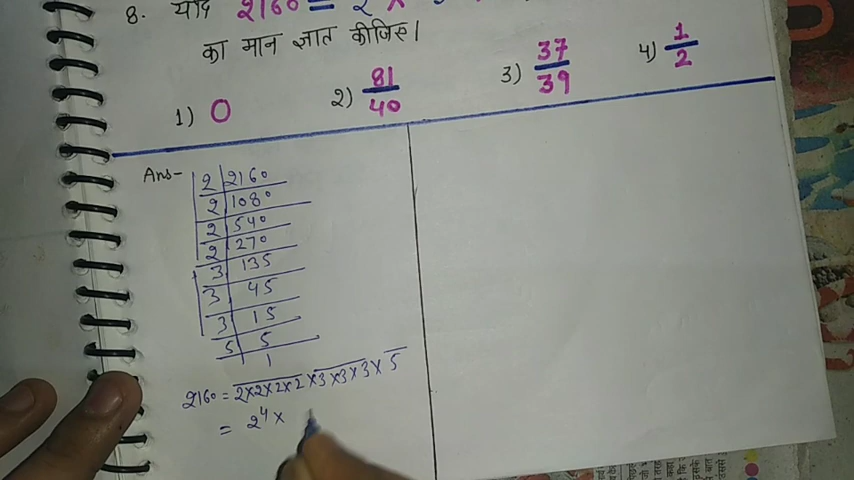 8. यदि 2160 = 2 ×
का मान ज्ञात कीजिए।
1) 0 2) 81/40 3) 37/39 4) 1/2
Ans-
2 | 2160
2 | 1080
2 | 540
2 | 270
3 | 135
3 | 45
3 | 15
5 | 5
1
2160 = 2×2×2×2×3×3×3×5
= 2⁴×